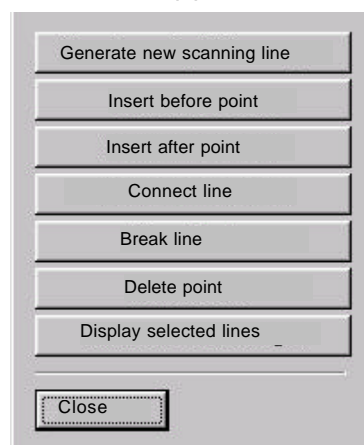 Generate new scanning line
Insert before point
Insert after point
Connect line
Break line
Delete point
Display selected lines
Close